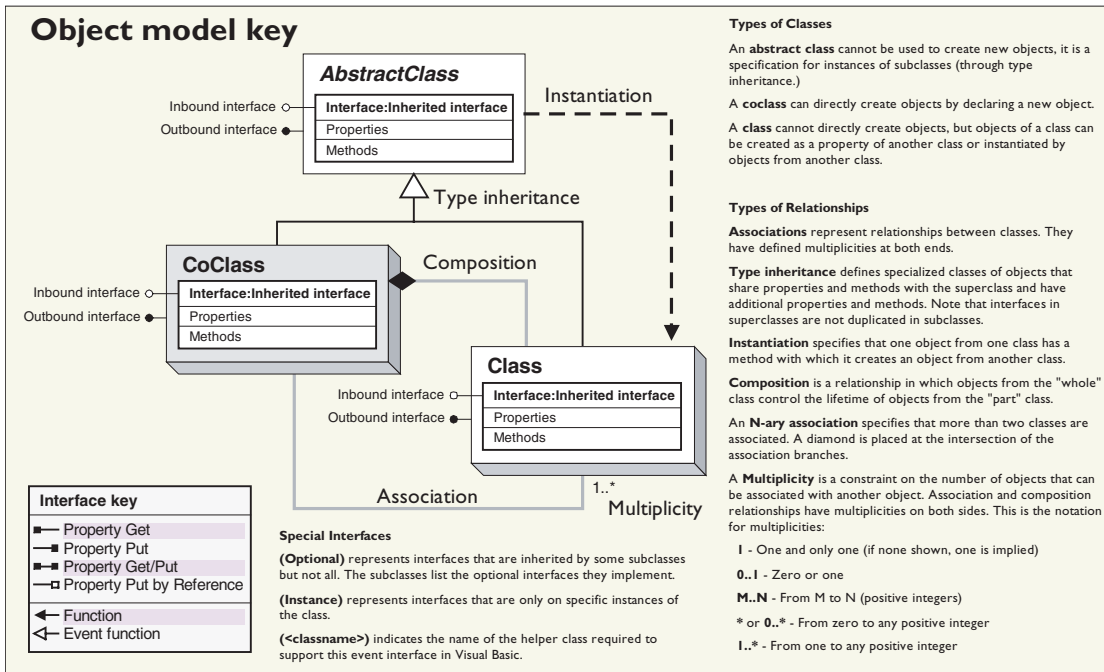 Object model key
AbstractClass
Inbound interface
Outbound interface
Interface:Inherited interface
Properties
Methods
Instantiation
Type inheritance
CoClass
Inbound interface
Outbound interface
Interface:Inherited interface
Properties
Methods
Composition
Class
Inbound interface
Outbound interface
Interface:Inherited interface
Properties
Methods
Association
1..*
Multiplicity
Interface key
Property Get
Property Put
Property Get/Put
Property Put by Reference
Function
Event function
Special Interfaces
(Optional) represents interfaces that are inherited by some subclasses
but not all. The subclasses list the optional interfaces they implement.
(Instance) represents interfaces that are only on specific instances of
the class.
(<classname>) indicates the name of the helper class required to
support this event interface in Visual Basic.
Types of Classes
An abstract class cannot be used to create new objects, it is a
specification for instances of subclasses (through type
inheritance.)
A coclass can directly create objects by declaring a new object.
A class cannot directly create objects, but objects of a class can
be created as a property of another class or instantiated by
objects from another class.
Types of Relationships
Associations represent relationships between classes. They
have defined multiplicities at both ends.
Type inheritance defines specialized classes of objects that
share properties and methods with the superclass and have
additional properties and methods. Note that interfaces in
superclasses are not duplicated in subclasses.
Instantiation specifies that one object from one class has a
method with which it creates an object from another class.
Composition is a relationship in which objects from the "whole"
class control the lifetime of objects from the "part" class.
An N-ary association specifies that more than two classes are
associated. A diamond is placed at the intersection of the
association branches.
A Multiplicity is a constraint on the number of objects that can
be associated with another object. Association and composition
relationships have multiplicities on both sides. This is the notation
for multiplicities:
1 - One and only one (if none shown, one is implied)
0..1 - Zero or one
M..N - From M to N (positive integers)
* or 0..* - From zero to any positive integer
1..* - From one to any positive integer